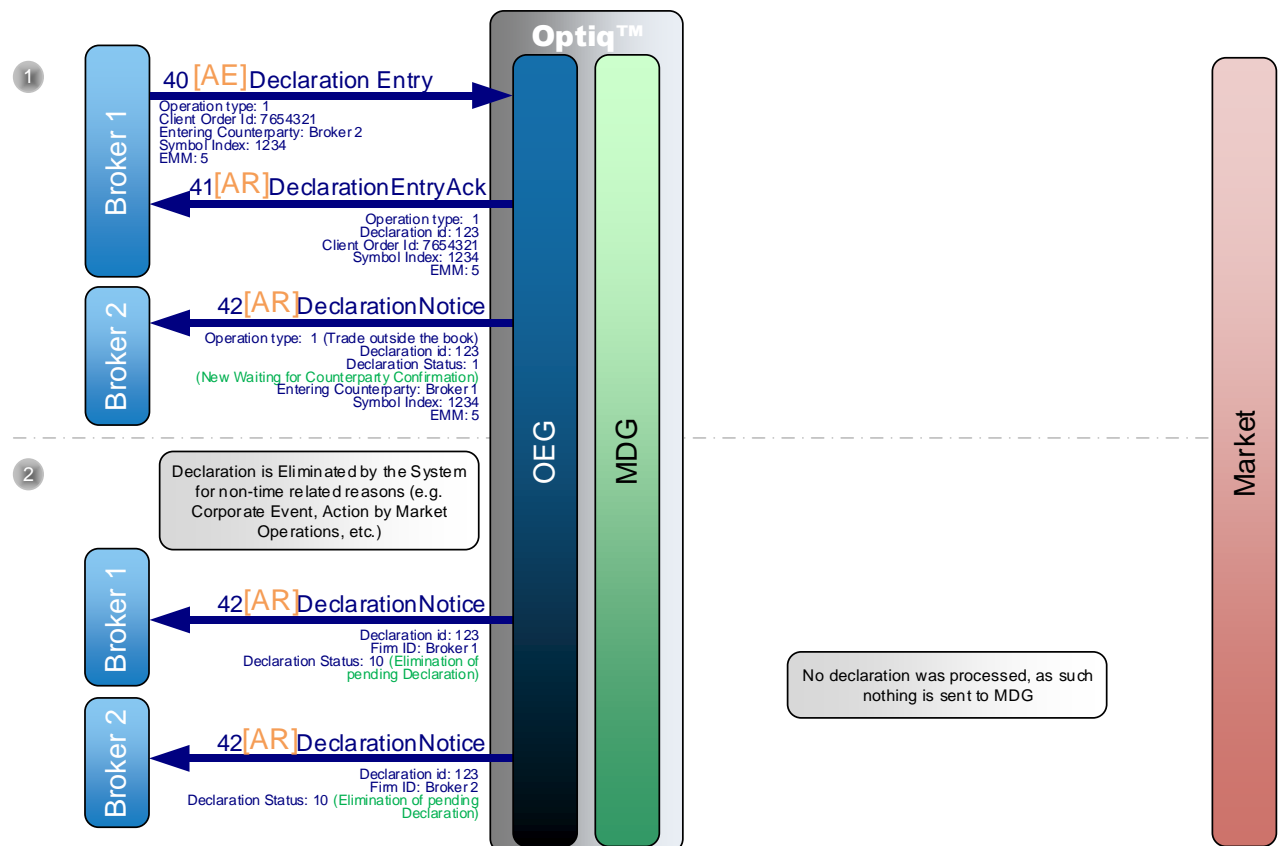 Optiq™
1
Broker 1
40 [AE] Declaration Entry
Operation type: 1
Client Order Id: 7654321
Entering Counterparty: Broker 2
Symbol Index: 1234
EMM: 5
41 [AR] DeclarationEntryAck
Operation type: 1
Declaration id: 123
Client Order Id: 7654321
Symbol Index: 1234
EMM: 5
Broker 2
42 [AR] DeclarationNotice
Operation type: 1 (Trade outside the book)
Declaration id: 123
Declaration Status: 1
(New Waiting for Counterparty Confirmation)
Entering Counterparty: Broker 1
Symbol Index: 1234
EMM: 5
OEG
MDG
Market
2
Declaration is Eliminated by the System
for non-time related reasons (e.g.
Corporate Event, Action by Market
Operations, etc.)
Broker 1
42 [AR] DeclarationNotice
Declaration id: 123
Firm ID: Broker 1
Declaration Status: 10 (Elimination of
pending Declaration)
No declaration was processed, as such
nothing is sent to MDG
Broker 2
42 [AR] DeclarationNotice
Declaration id: 123
Firm ID: Broker 2
Declaration Status: 10 (Elimination of pending
Declaration)